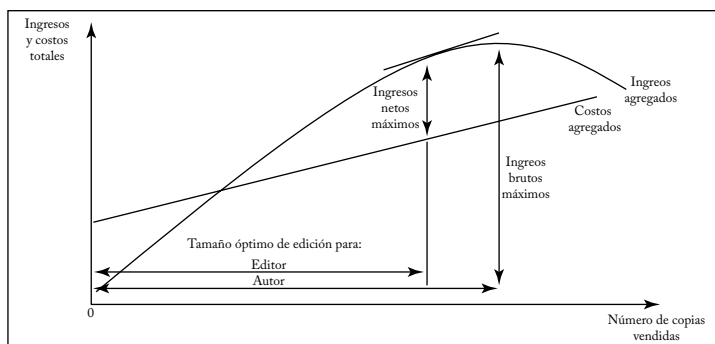 Ingresos
y costos
totales
Ingresos
netos
máximos
Ingreos
agregados
Costos
agregados
Ingreos
brutos
máximos
Tamaño óptimo de edición para:
Editor
Autor
0
Número de copias
vendidas